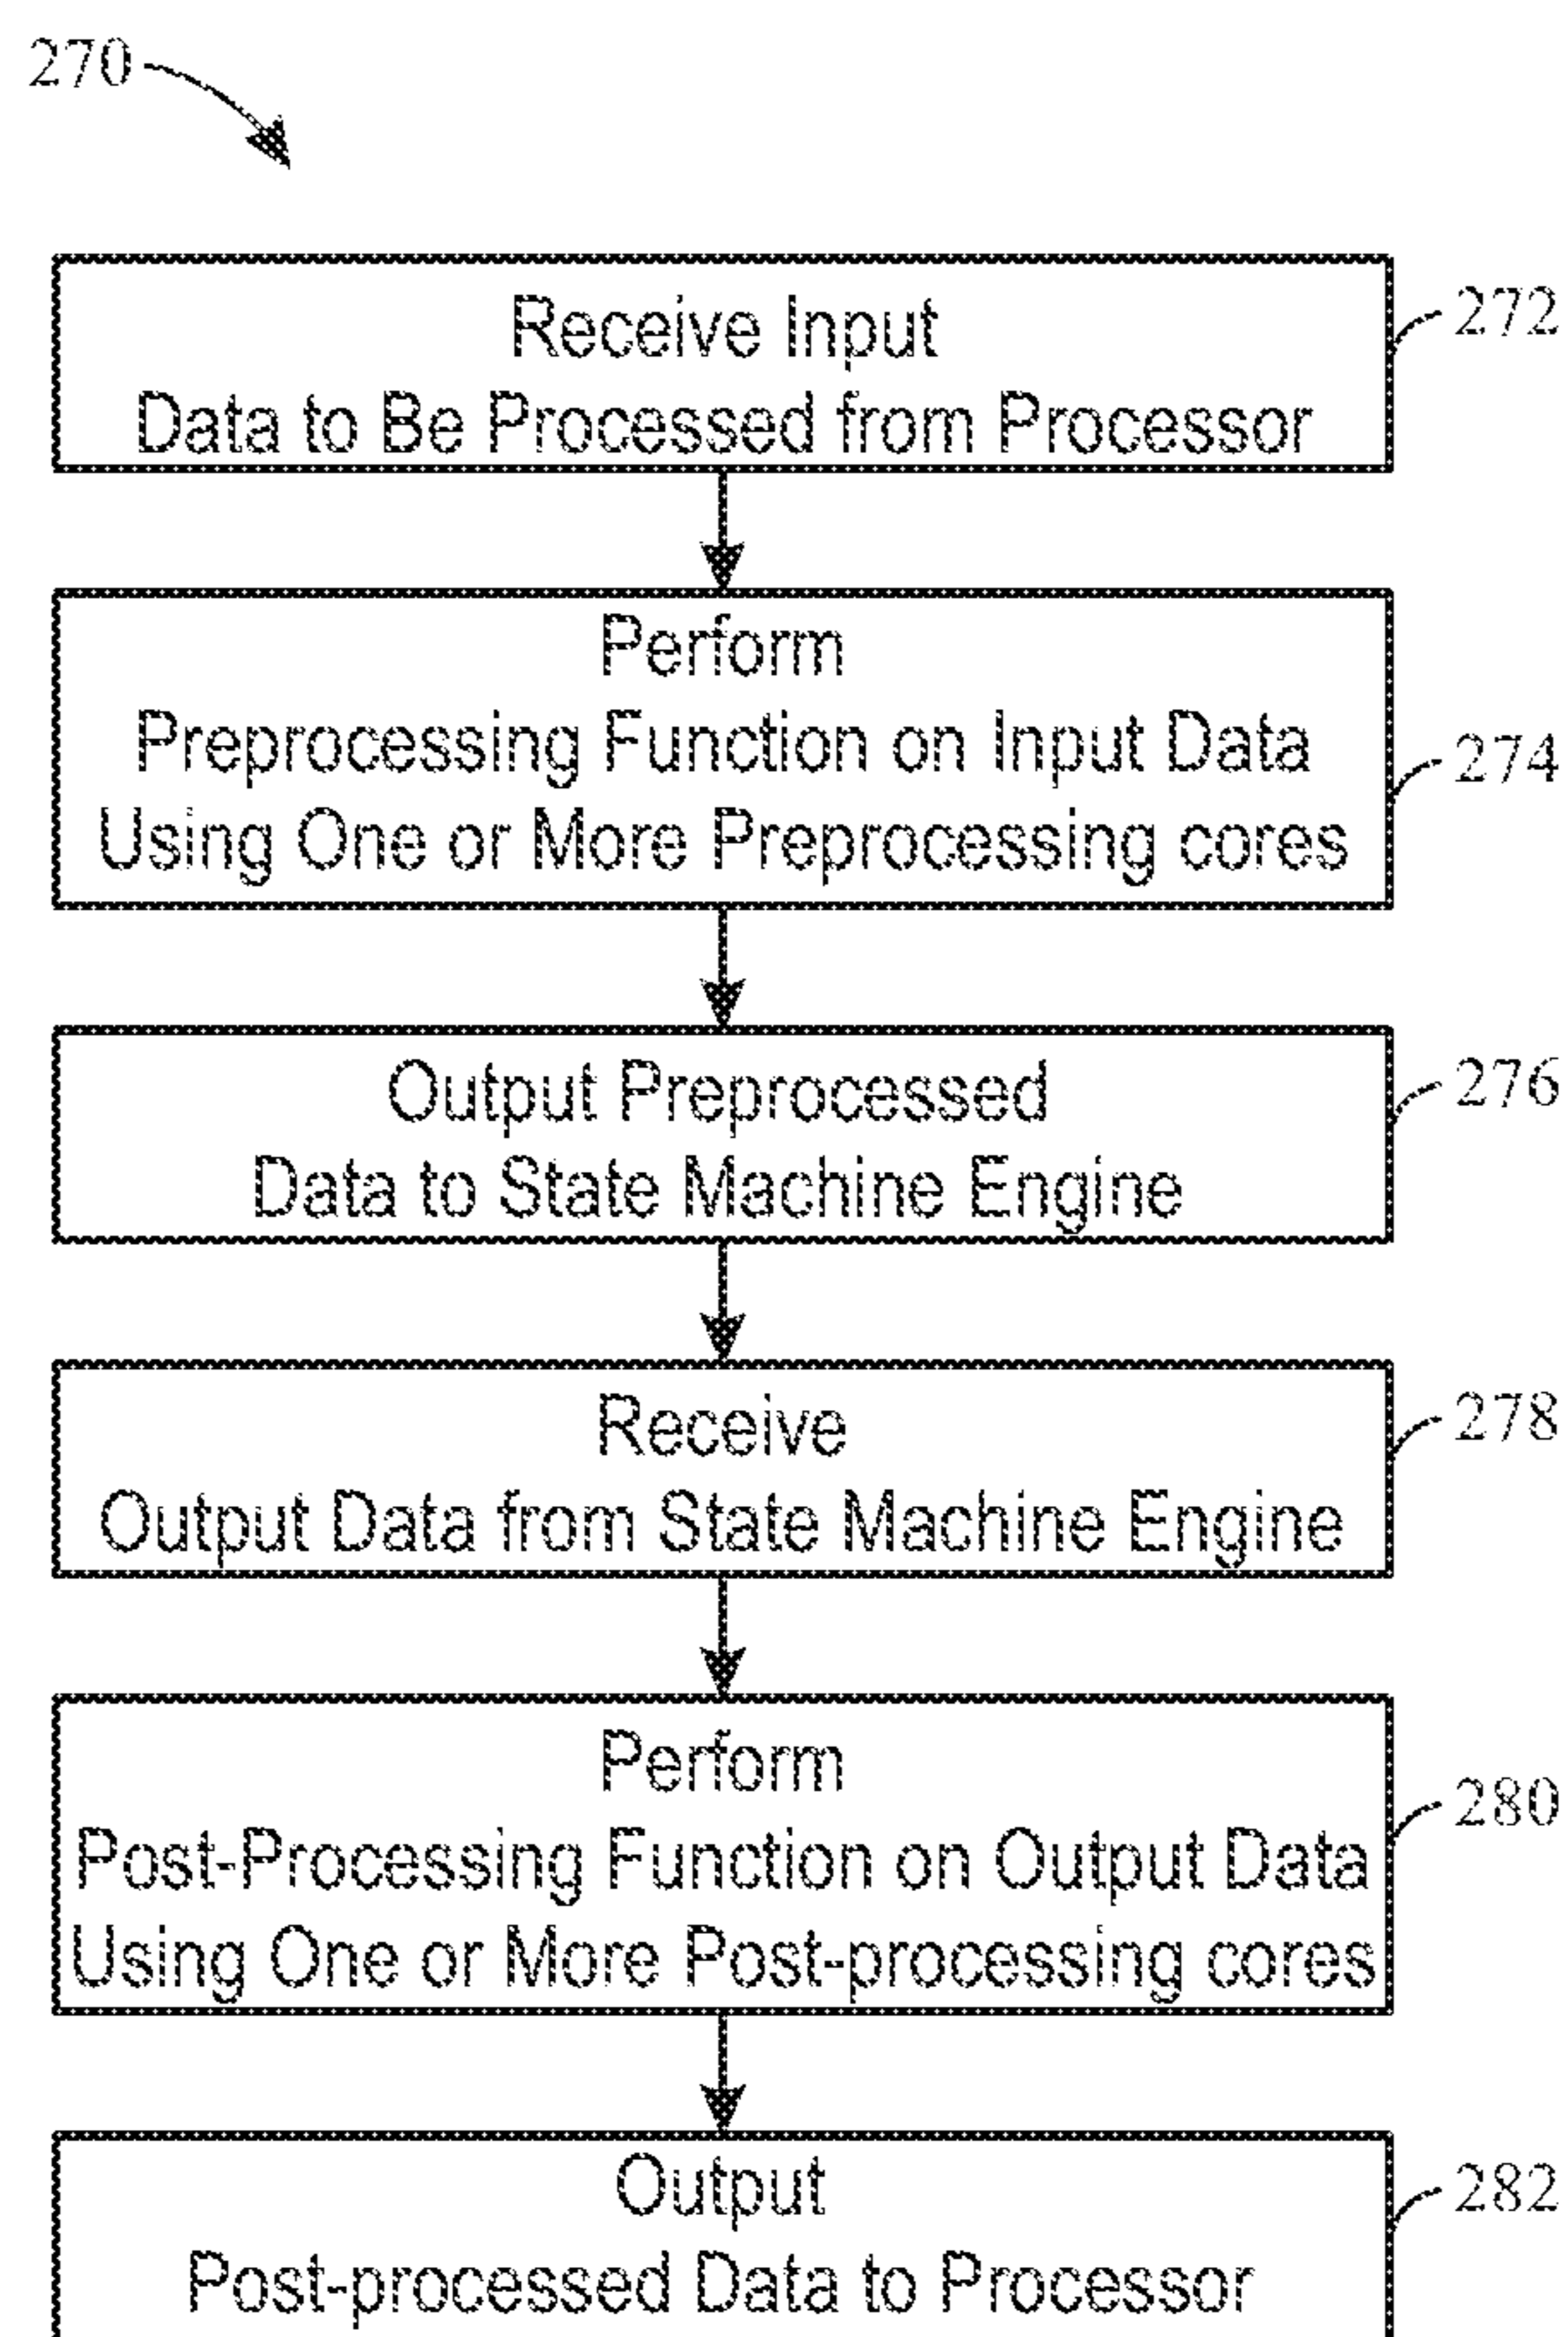 270
Receive Input
Data to Be Processed from Processor
272
Perform
Preprocessing Function on Input Data
Using One or More Preprocessing cores
274
Output Preprocessed
Data to State Machine Engine
276
Receive
Output Data from State Machine Engine
278
Perform
Post-Processing Function on Output Data
Using One or More Post-processing cores
280
Output
Post-processed Data to Processor
282